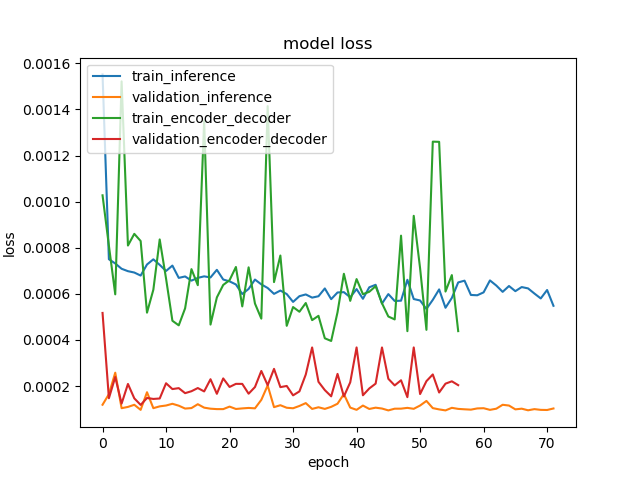 model loss
0.0016
0.0014
0.0012
0.0010
0.0008
0.0006
0.0004
0.0002
loss
train_inference
validation_inference
train_encoder_decoder
validation_encoder_decoder
0 10 20 30 40 50 60 70
epoch